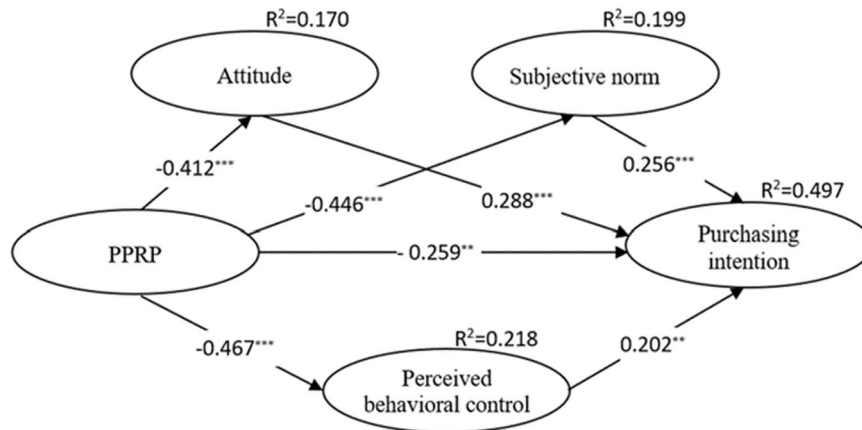 R²=0.170
R²=0.199
Attitude
Subjective norm
-0.412***
0.256***
-0.446***
0.288***
R²=0.497
PPRP
- 0.259**
Purchasing
intention
-0.467***
R²=0.218
0.202**
Perceived
behavioral control